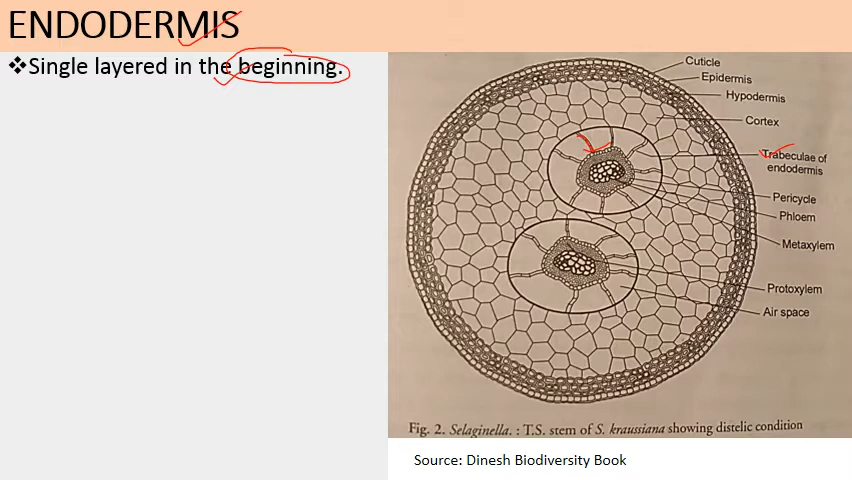 ENDODERMIS
❖Single layered in the beginning.
Cuticle
Epidermis
Hypodermis
Cortex
Trabeculae of
endodermis
Pericycle
Phloem
Metaxylem
Protoxylem
Air space
Fig. 2. Selaginella. : T.S. stem of S. kraussiana showing distelic condition
Source: Dinesh Biodiversity Book